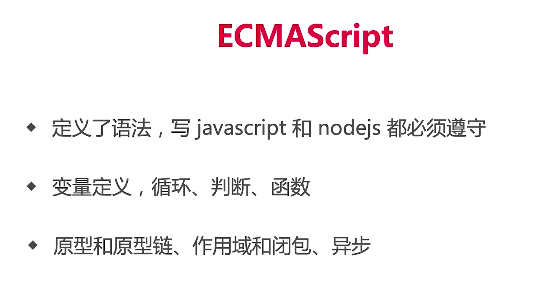 ECMAScript
◆ 定义了语法，写 javascript 和 nodejs 都必须遵守
◆ 变量定义，循环、判断、函数
◆ 原型和原型链、作用域和闭包、异步